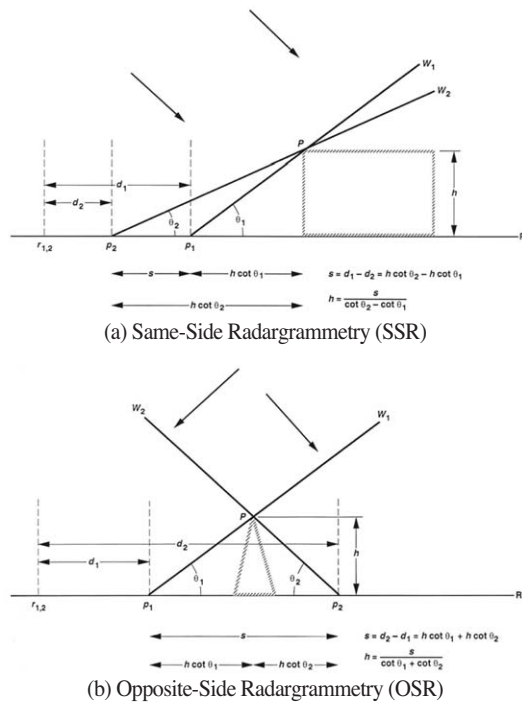 W₁
W₂
P
d₁
h
d₂
θ₂
θ₁
r₁,₂
p₂
p₁
R
s
h cot θ₁
s = d₁ – d₂ = h cot θ₂ – h cot θ₁
h cot θ₂
h = s / cot θ₂ – cot θ₁
(a) Same-Side Radargrammetry (SSR)
W₂
W₁
P
d₂
h
d₁
θ₁
θ₂
r₁,₂
p₁
p₂
R
s
s = d₂ – d₁ = h cot θ₁ + h cot θ₂
h cot θ₁
h cot θ₂
h = s / cot θ₁ + cot θ₂
(b) Opposite-Side Radargrammetry (OSR)